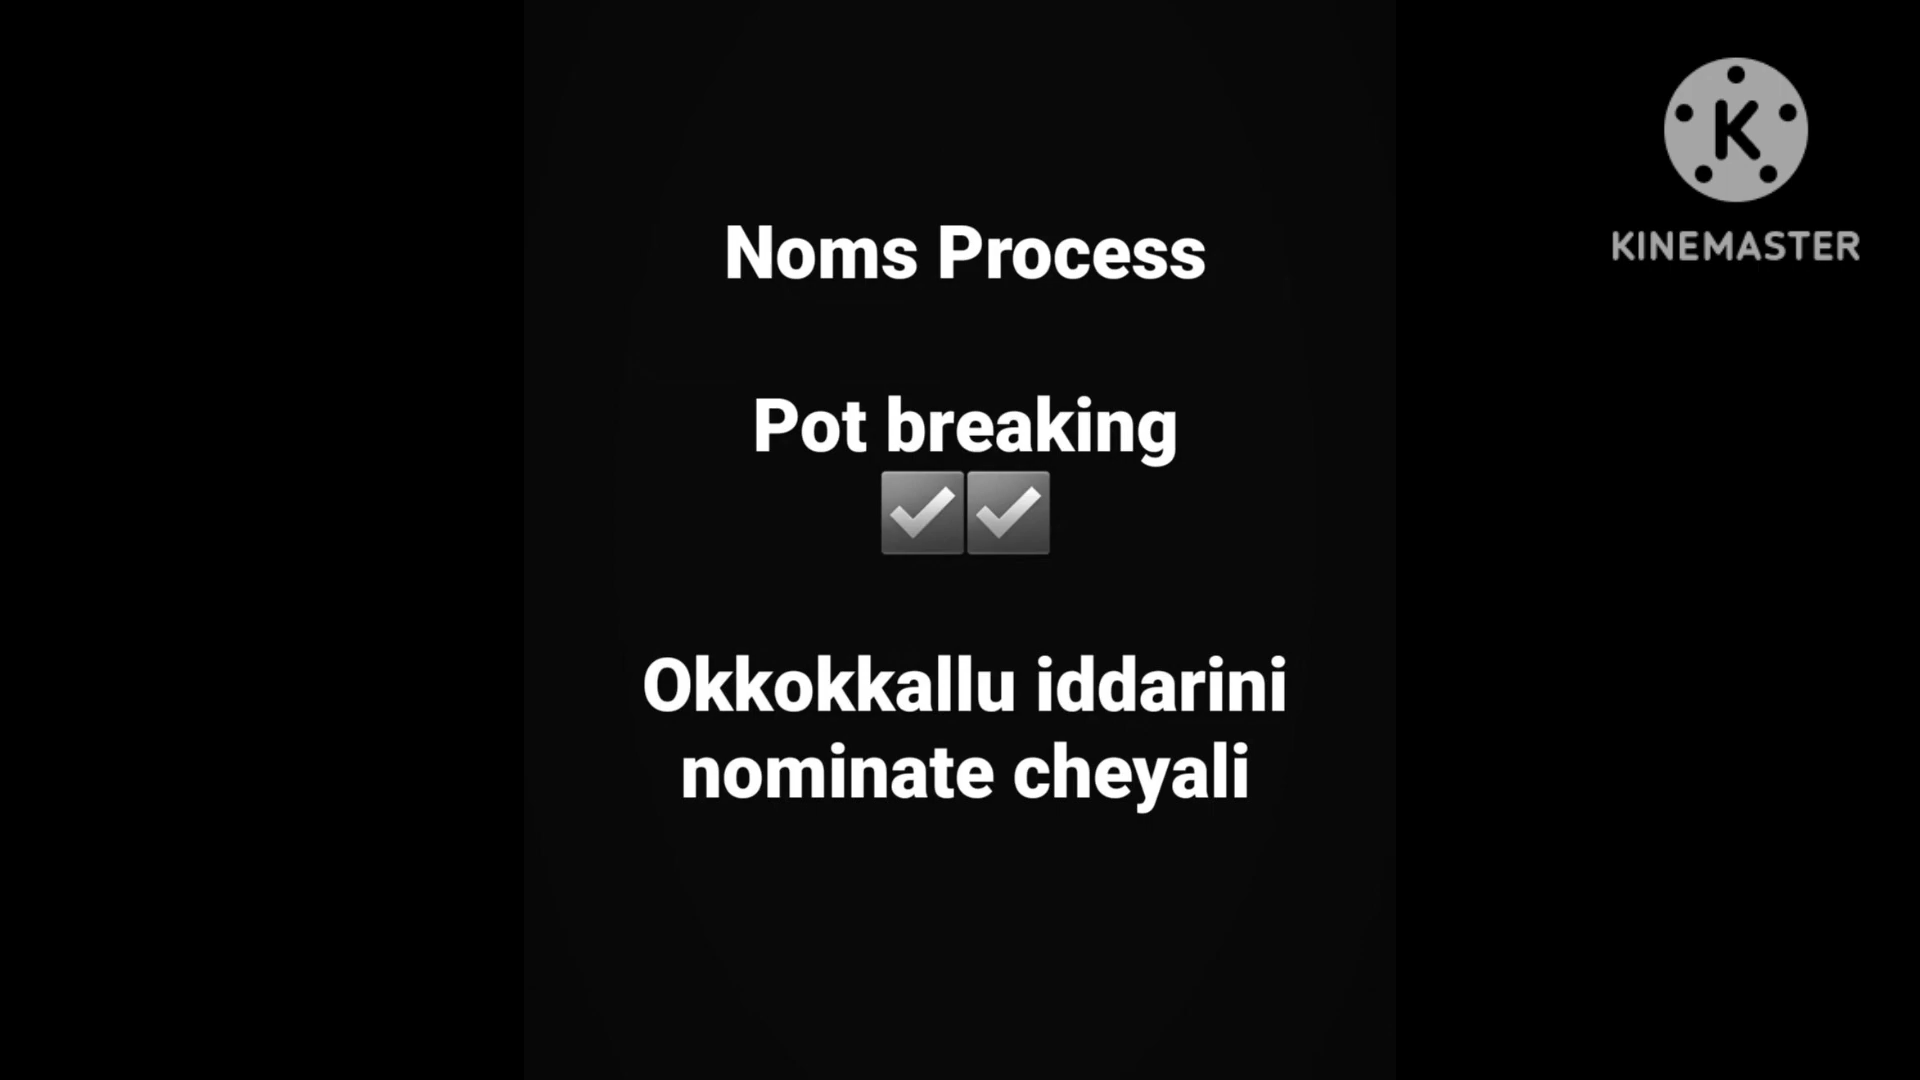 Noms Process
Pot breaking
☑☑
Okkokkallu iddarini
nominate cheyali
K
KINEMASTER